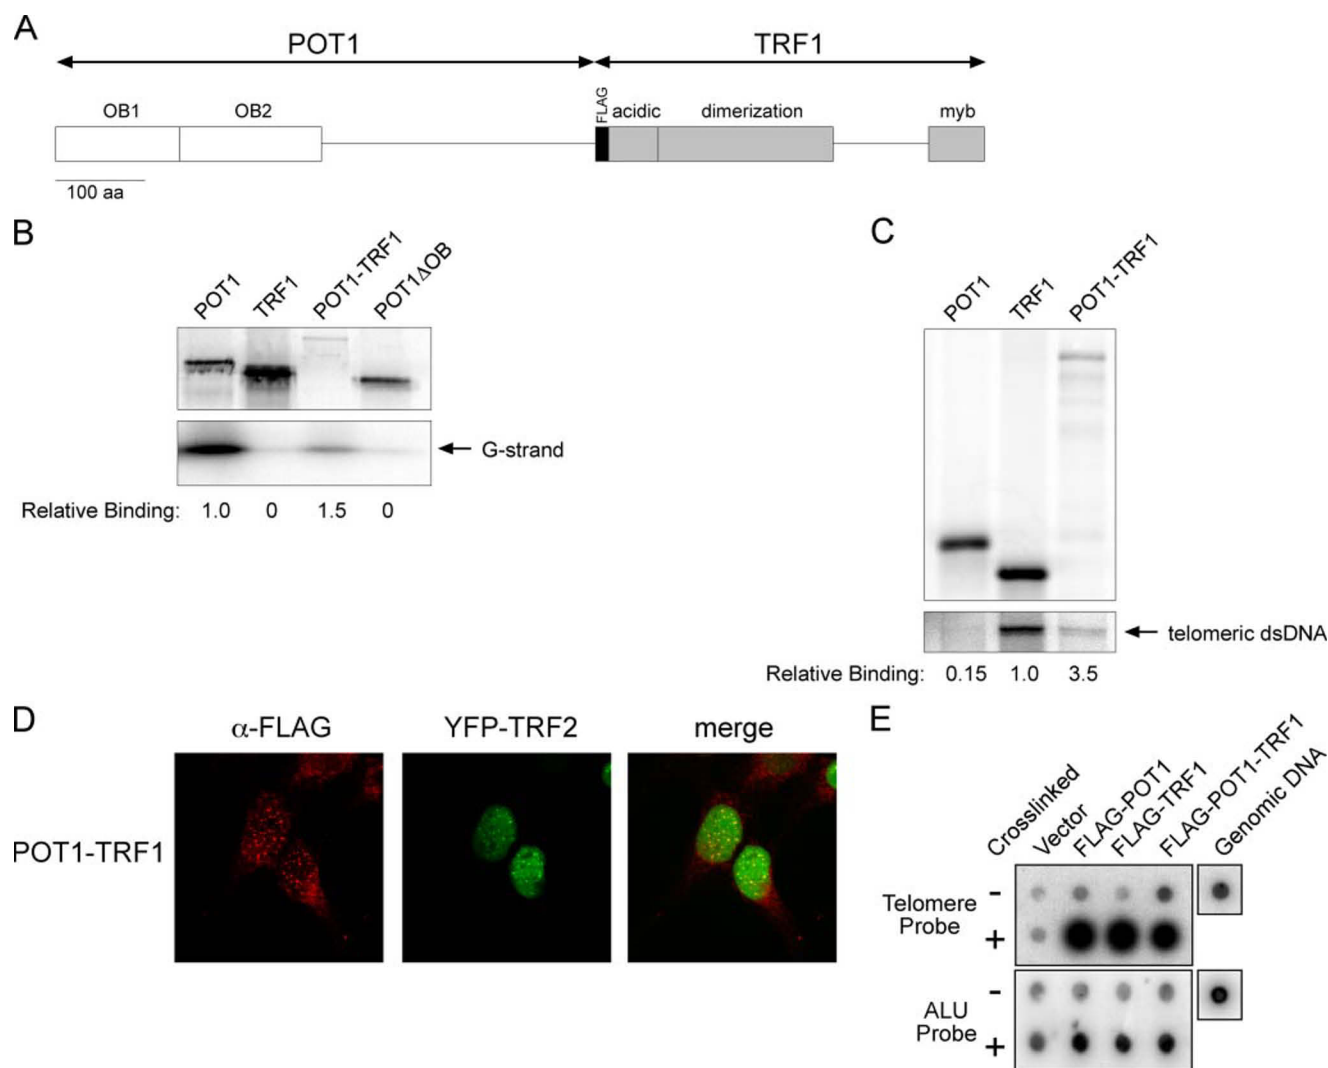 A
POT1 TRF1
OB1 OB2 FLAG acidic dimerization myb
100 aa
B
POT1 TRF1 POT1-TRF1 POT1ΔOB
G-strand
Relative Binding: 1.0 0 1.5 0
C
POT1 TRF1 POT1-TRF1
telomeric dsDNA
Relative Binding: 0.15 1.0 3.5
D
α-FLAG YFP-TRF2 merge
POT1-TRF1
E
Crosslinked Vector FLAG-POT1 FLAG-TRF1 FLAG-POT1-TRF1 Genomic DNA
Telomere
Probe
-
+
ALU
Probe
-
+